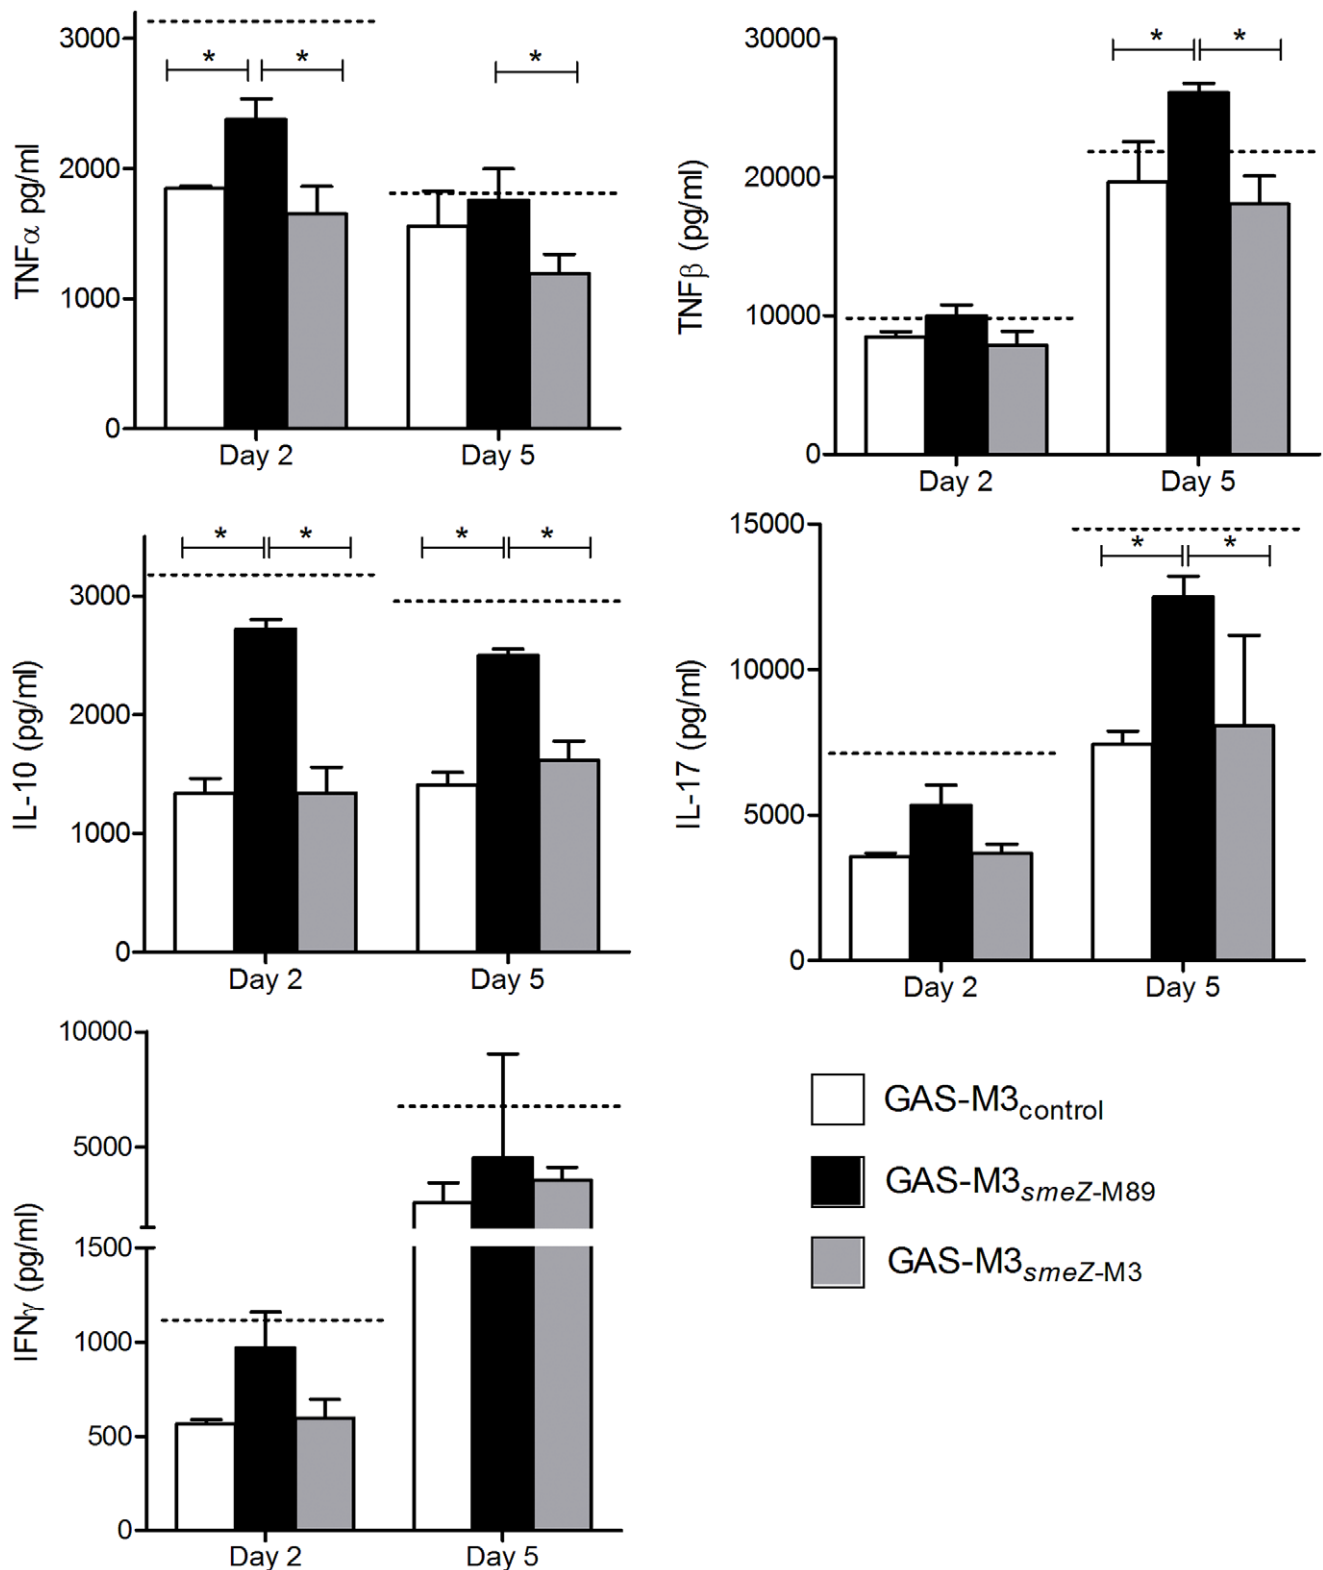 TNFα pg/ml
3000
2000
1000
0
* * *
Day 2 Day 5
TNFβ (pg/ml)
30000
20000
10000
0
* *
Day 2 Day 5
IL-10 (pg/ml)
3000
2000
1000
0
* * * *
Day 2 Day 5
IL-17 (pg/ml)
15000
10000
5000
0
* *
Day 2 Day 5
IFNγ (pg/ml)
10000
5000
1500
1000
500
0
Day 2 Day 5
GAS-M3control
GAS-M3smeZ-M89
GAS-M3smeZ-M3